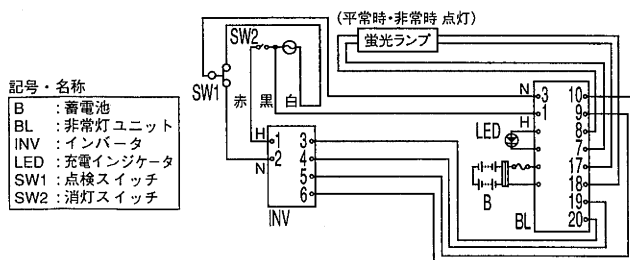 (平常時・非常時 点灯)
蛍光ランプ
SW2
SW1
赤 黒 白
記号・名称
B : 蓄電池
BL : 非常灯ユニット
INV : インバータ
LED : 充電インジケータ
SW1 : 点検スイッチ
SW2 : 消灯スイッチ
H 1 3
N 2 4
5
6
INV
N 3 10
1 9
H 8
LED 7
17
18
B 19
BL 20